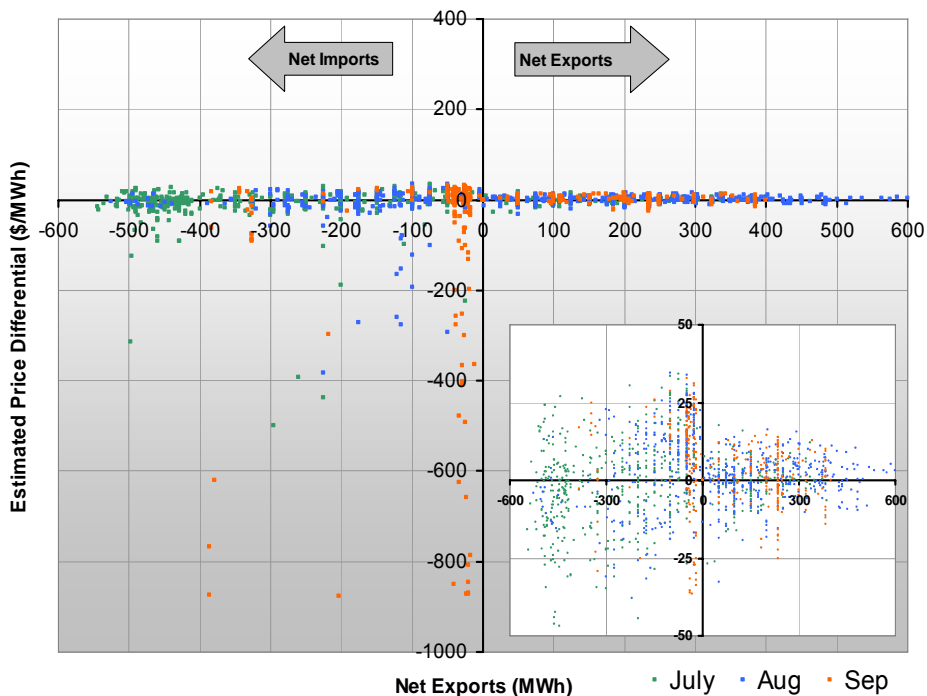 400
Net Imports
Net Exports
200
0
-600 -500 -400 -300 -200 -100 0 100 200 300 400 500 600
-200
-400
-600
-800
-1000
Estimated Price Differential ($/MWh)
50
25
0
-600 -300 0 300 600
-25
-50
Net Exports (MWh)
July Aug Sep